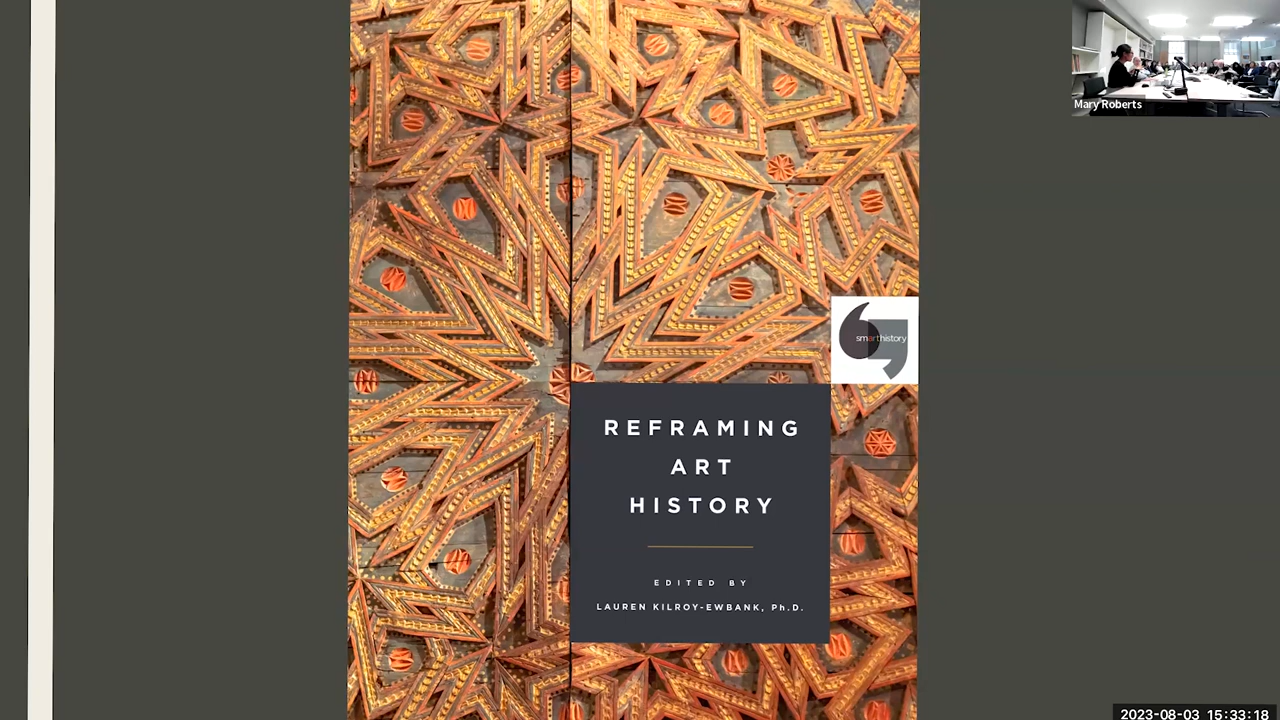 Mary Roberts
smarthistory
REFRAMING
ART
HISTORY
EDITED BY
LAUREN KILROY-EWBANK, Ph.D.
2023-08-03 15:33:18